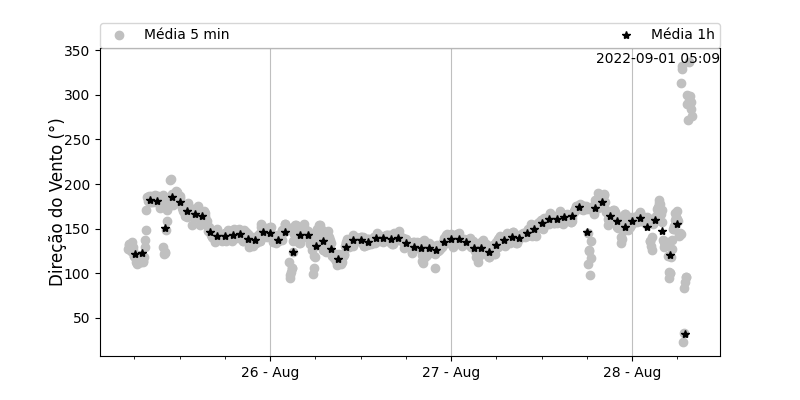 Média 5 min
Média 1h
2022-09-01 05:09
Direção do Vento (°)
350
300
250
200
150
100
50
26 - Aug
27 - Aug
28 - Aug